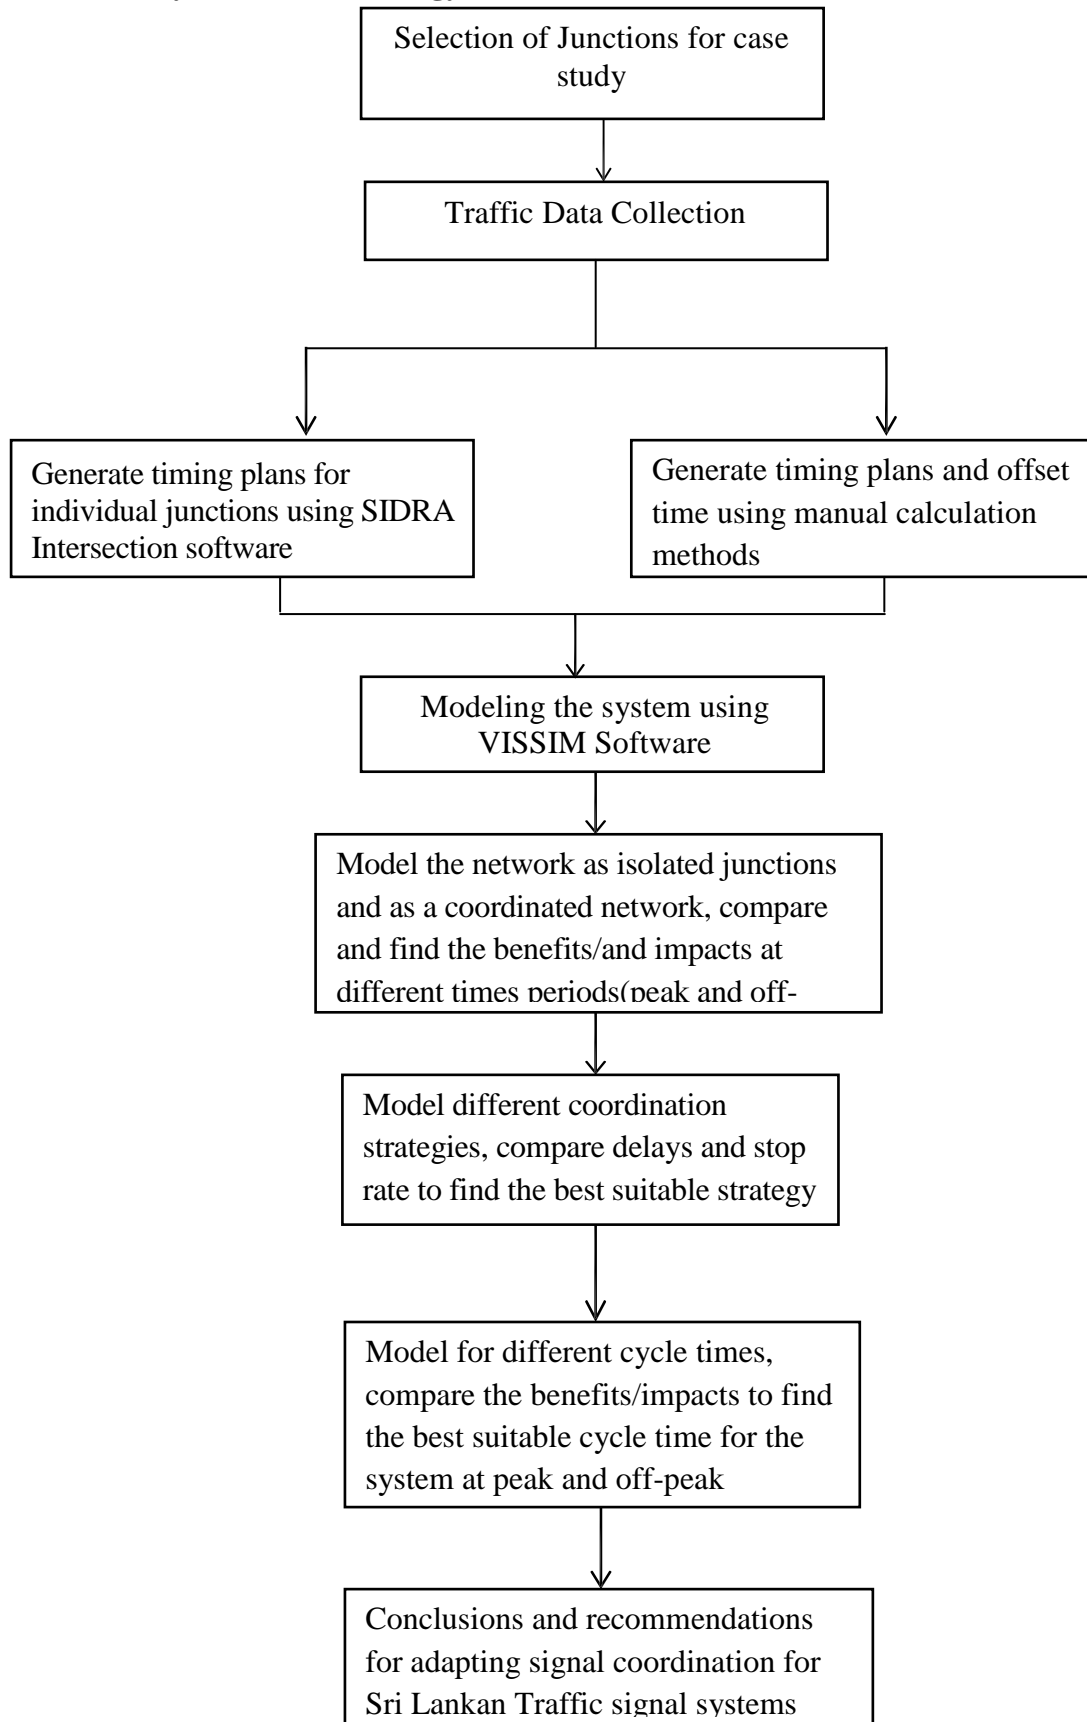 Selection of Junctions for case
study
Traffic Data Collection
Generate timing plans for
individual junctions using SIDRA
Intersection software
Generate timing plans and offset
time using manual calculation
methods
Modeling the system using
VISSIM Software
Model the network as isolated junctions
and as a coordinated network, compare
and find the benefits/and impacts at
different times periods(peak and off-
Model different coordination
strategies, compare delays and stop
rate to find the best suitable strategy
Model for different cycle times,
compare the benefits/impacts to find
the best suitable cycle time for the
system at peak and off-peak
Conclusions and recommendations
for adapting signal coordination for
Sri Lankan Traffic signal systems